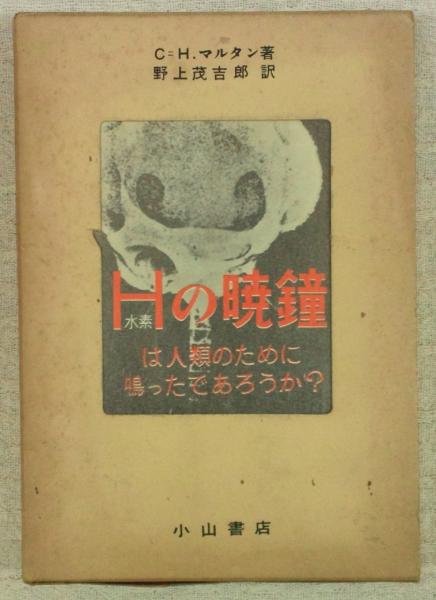 C=H.マルタン著
野上茂吉郎 訳
Hの暁鐘
水素
は人類のために
鳴ったであろうか?
小山書店